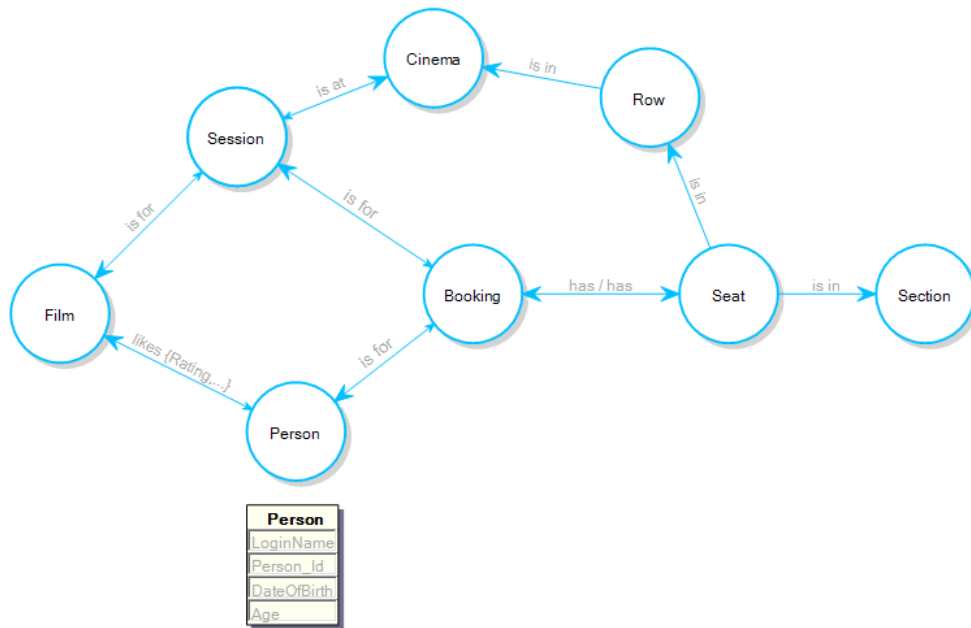 Cinema
is in
Row
is at
Session
is for
is for
is in
Film
Booking
has / has
Seat
is in
Section
likes {Rating,...}
is for
Person
Person
LoginName
Person_Id
DateOfBirth
Age